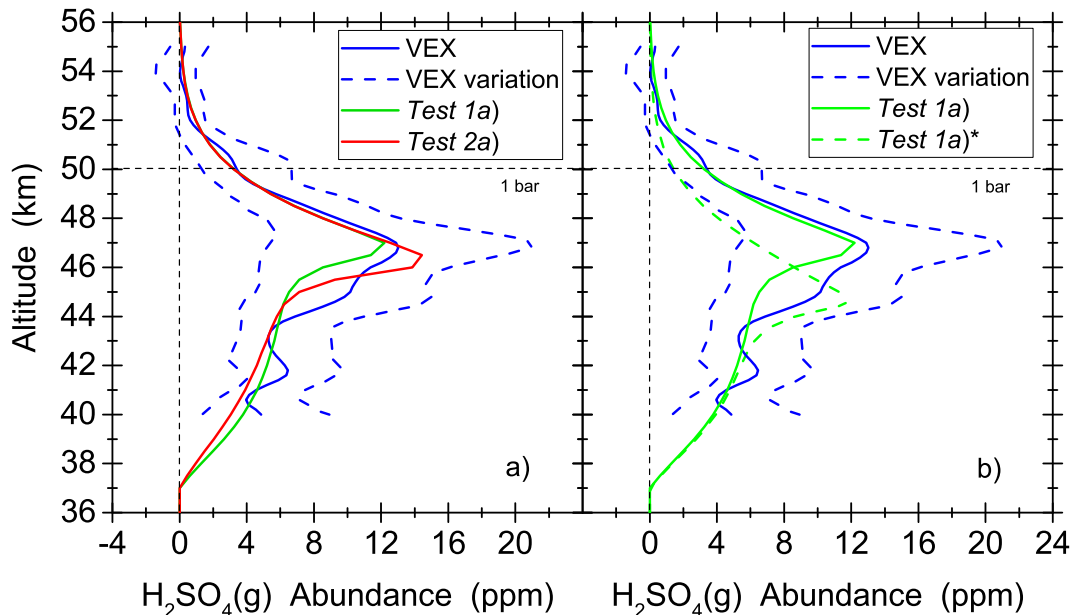 56
54
52
50
48
46
44
42
40
38
36
Altitude (km)
VEX
VEX variation
Test 1a)
Test 2a)
1 bar
a)
-4 0 4 8 12 16 20
H₂SO₄(g) Abundance (ppm)
VEX
VEX variation
Test 1a)
Test 1a)*
1 bar
b)
0 4 8 12 16 20 24
H₂SO₄(g) Abundance (ppm)